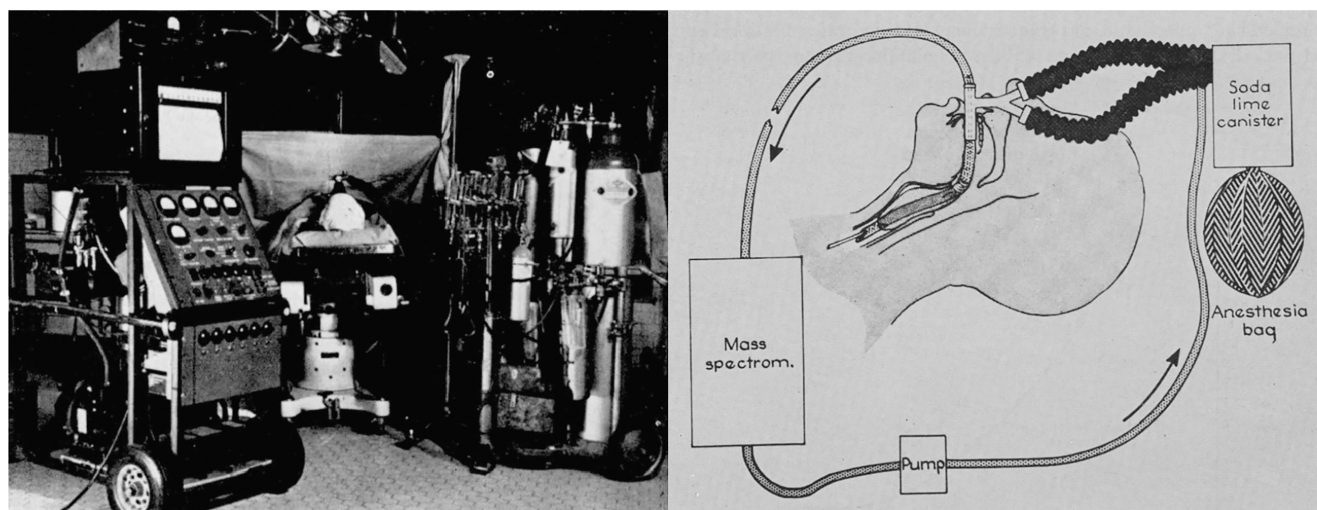 Soda
lime
canister
Anesthesia
bag
Mass
spectrom.
Pump